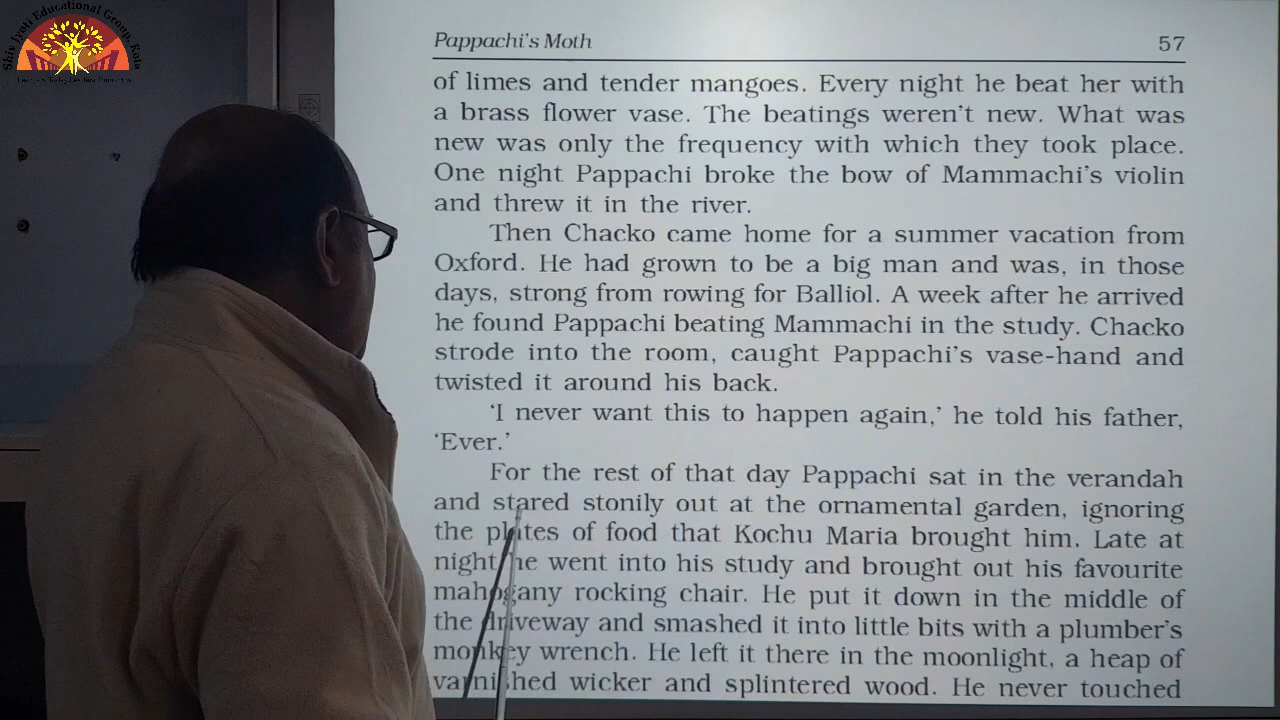 Shiv Jyoti Educational Group, Kota
Pappachi's Moth 57
of limes and tender mangoes. Every night he beat her with
a brass flower vase. The beatings weren't new. What was
new was only the frequency with which they took place.
One night Pappachi broke the bow of Mammachi's violin
and threw it in the river.
Then Chacko came home for a summer vacation from
Oxford. He had grown to be a big man and was, in those
days, strong from rowing for Balliol. A week after he arrived
he found Pappachi beating Mammachi in the study. Chacko
strode into the room, caught Pappachi's vase-hand and
twisted it around his back.
'I never want this to happen again,' he told his father,
'Ever.'
For the rest of that day Pappachi sat in the verandah
and stared stonily out at the ornamental garden, ignoring
the plates of food that Kochu Maria brought him. Late at
night he went into his study and brought out his favourite
mahogany rocking chair. He put it down in the middle of
the driveway and smashed it into little bits with a plumber's
monkey wrench. He left it there in the moonlight, a heap of
varnished wicker and splintered wood. He never touched